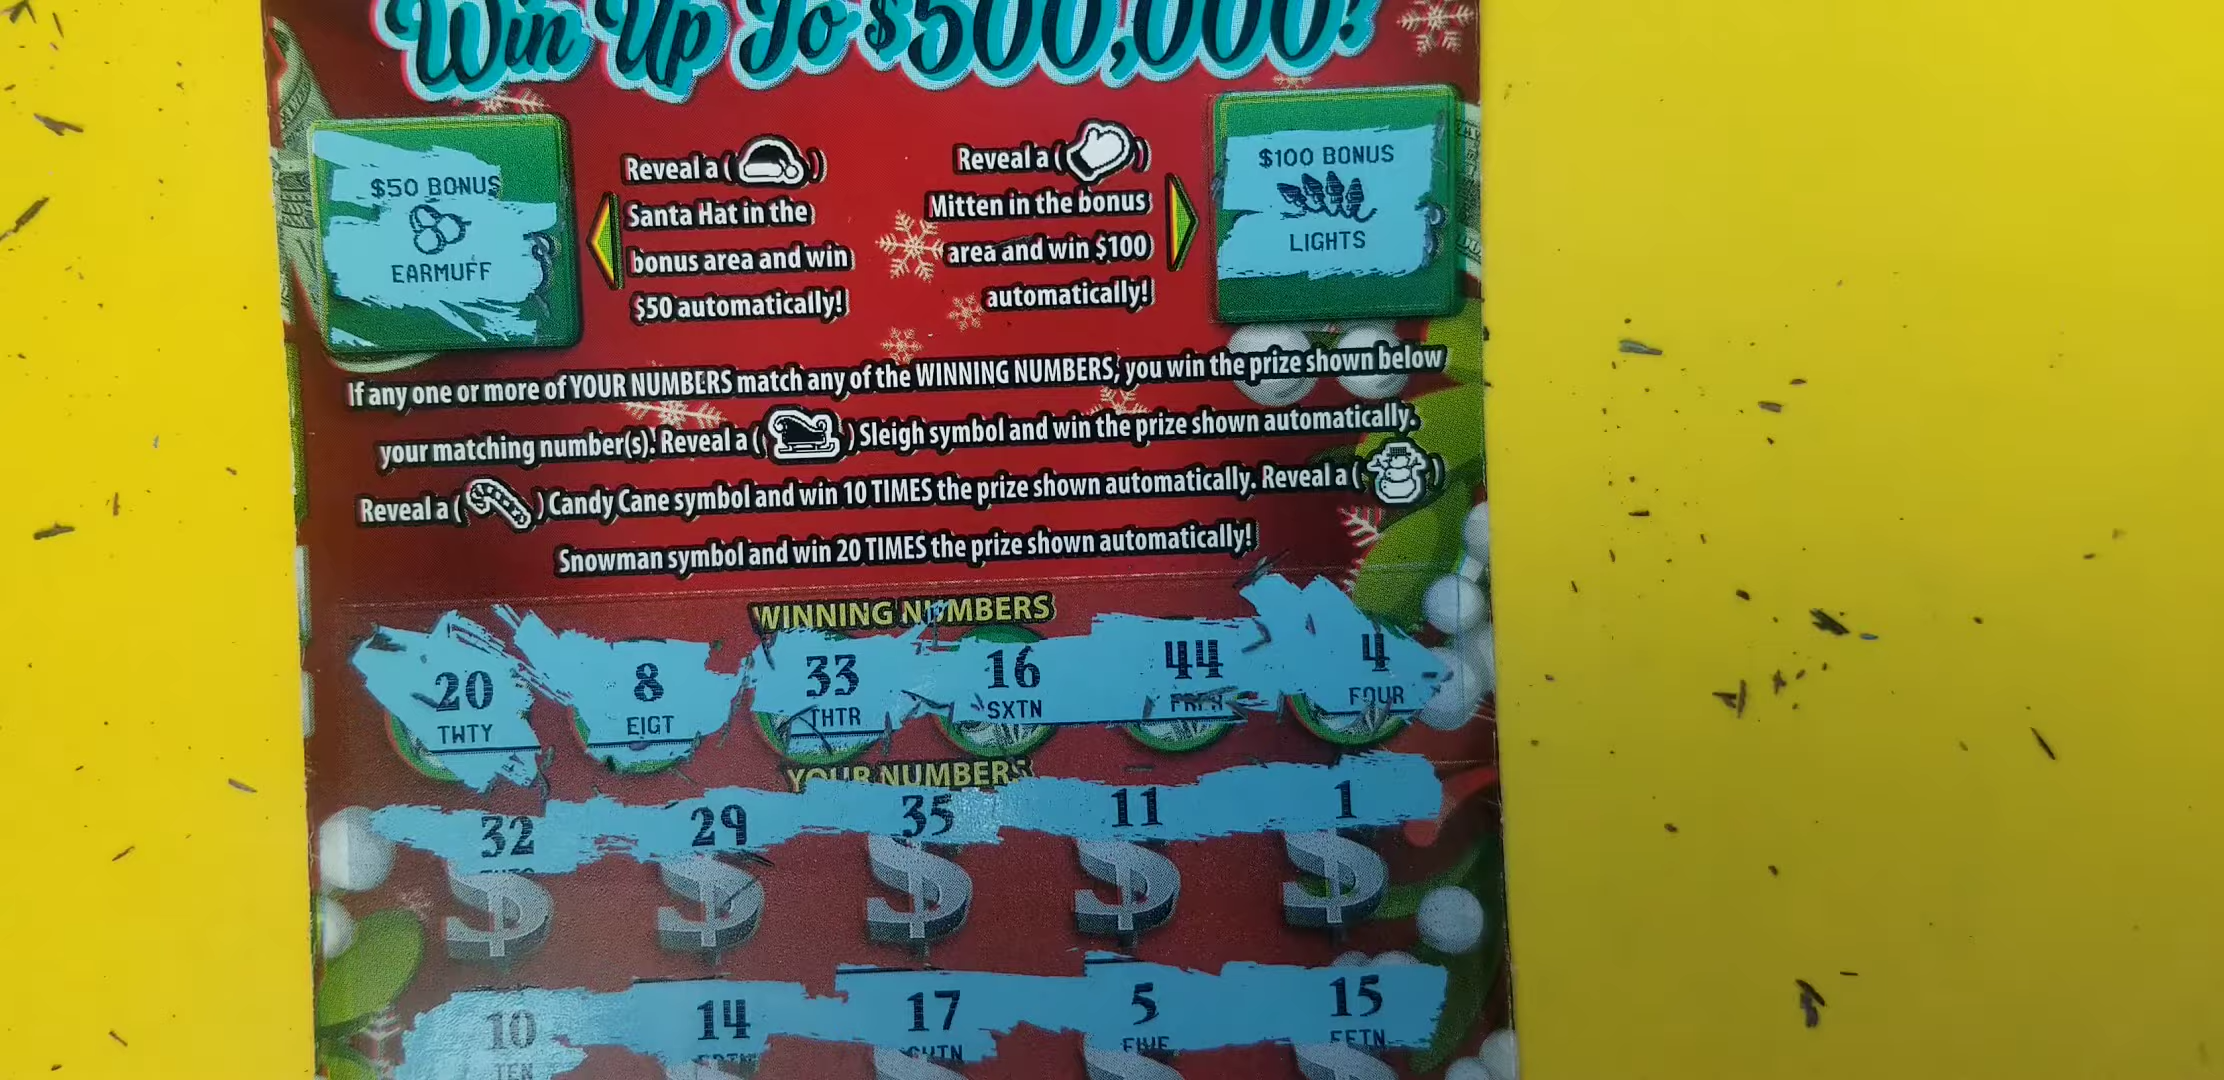 Win Up To $500,000!
$50 BONUS
EARMUFF
Reveal a ( )
Santa Hat in the
bonus area and win
$50 automatically!
Reveal a ( )
Mitten in the bonus
area and win $100
automatically!
$100 BONUS
LIGHTS
If any one or more of YOUR NUMBERS match any of the WINNING NUMBERS, you win the prize shown below
your matching number(s). Reveal a ( ) Sleigh symbol and win the prize shown automatically.
Reveal a ( ) Candy Cane symbol and win 10 TIMES the prize shown automatically. Reveal a ( )
Snowman symbol and win 20 TIMES the prize shown automatically!
WINNING NUMBERS
20 8 33 16 44 4
TWTY EIGT THTR SXTN FOUR
YOUR NUMBERS
32 29 35 11 1
$ $ $ $ $
10 14 17 5 15
TEN FIVE FFTN